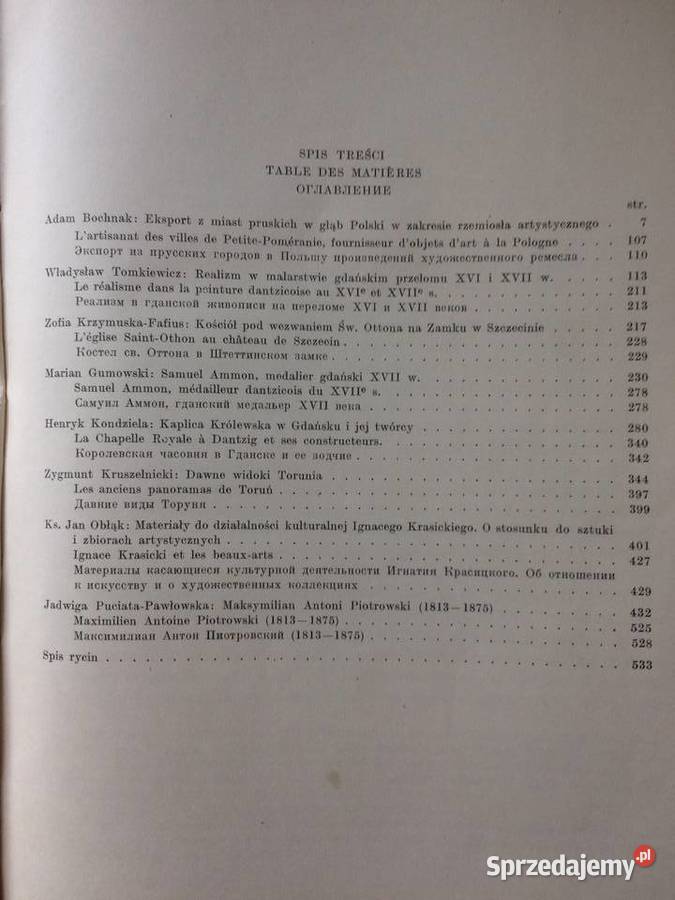 SPIS TREŚCI
TABLE DES MATIÈRES
ОГЛАВЛЕНИЕ
str.
Adam Bochnak: Eksport z miast pruskich w głąb Polski w zakresie rzemiosła artystycznego . 7
L'artisanat des villes de Petite-Poméranie, fournisseur d'objets d'art à la Pologne . . . . 107
Экспорт из прусских городов в Польшу произведений художественного ремесла . . . 110
Władysław Tomkiewicz: Realizm w malarstwie gdańskim przełomu XVI i XVII w. . . . . 113
Le réalisme dans la peinture dantzicoise au XVIe et XVIIe s. . . . . . . . . . . . 211
Реализм в гданской живописи на переломе XVI и XVII веков . . . . . . . . . . 213
Zofia Krzymuska-Fafius: Kościół pod wezwaniem Św. Ottona na Zamku w Szczecinie . . . 217
L'église Saint-Othon au château de Szczecin . . . . . . . . . . . . . . . . 228
Костел св. Оттона в Штеттинском замке . . . . . . . . . . . . . . . . . 229
Marian Gumowski: Samuel Ammon, medalier gdański XVII w. . . . . . . . . . . 230
Samuel Ammon, médailleur dantzicois du XVIIe s. . . . . . . . . . . . . . . 278
Самуил Аммон, гданский медальер XVII века . . . . . . . . . . . . . . . 278
Henryk Kondziela: Kaplica Królewska w Gdańsku i jej twórcy . . . . . . . . . . . 280
La Chapelle Royale à Dantzig et ses constructeurs. . . . . . . . . . . . . . . 340
Королевская часовня в Гданске и ее зодчие . . . . . . . . . . . . . . . . 342
Zygmunt Kruszelnicki: Dawne widoki Torunia . . . . . . . . . . . . . . . . 344
Les anciens panoramas de Toruń . . . . . . . . . . . . . . . . . . . . 397
Давние виды Торуня . . . . . . . . . . . . . . . . . . . . . . . . 399
Ks. Jan Obłąk: Materiały do działalności kulturalnej Ignacego Krasickiego. O stosunku do sztuki
i zbiorach artystycznych . . . . . . . . . . . . . . . . . . . . . . . 401
Ignace Krasicki et les beaux-arts . . . . . . . . . . . . . . . . . . . . 427
Материалы касающиеся культурной деятельности Игнатия Красицкого. Об отношении
к искусству и о художественных коллекциях . . . . . . . . . . . . . . . . 429
Jadwiga Puciata-Pawłowska: Maksymilian Antoni Piotrowski (1813—1875) . . . . . . . 432
Maximilien Antoine Piotrowski (1813—1875) . . . . . . . . . . . . . . . . 525
Максимилиан Антон Пиотровский (1813—1875) . . . . . . . . . . . . . . . 528
Spis rycin . . . . . . . . . . . . . . . . . . . . . . . . . . . . . 533
Sprzedajemy.pl